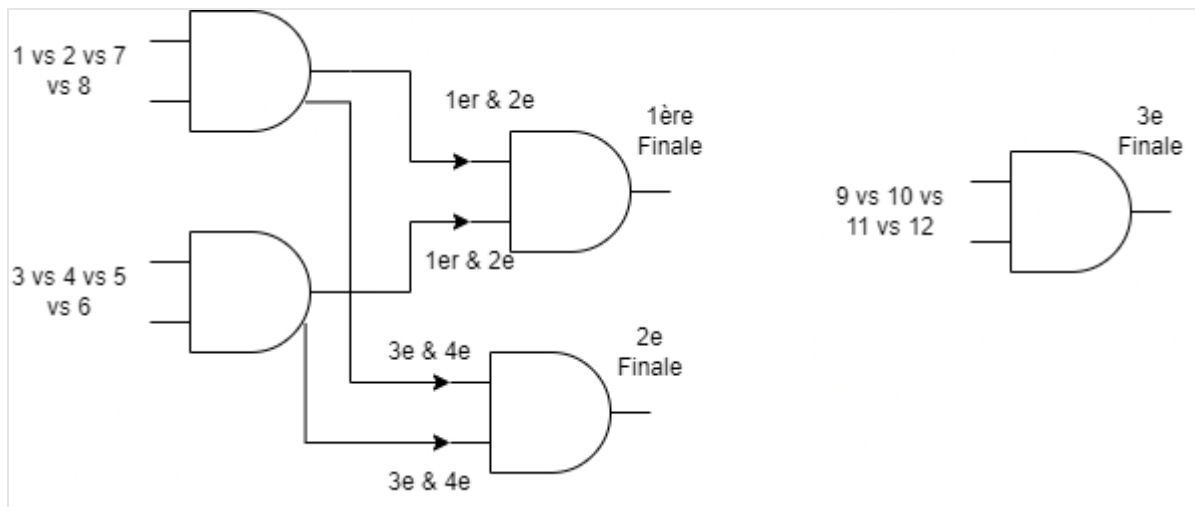 1 vs 2 vs 7
vs 8
1er & 2e
1ère
Finale
3 vs 4 vs 5
vs 6
1er & 2e
3e & 4e
2e
Finale
3e & 4e
9 vs 10 vs
11 vs 12
3e
Finale